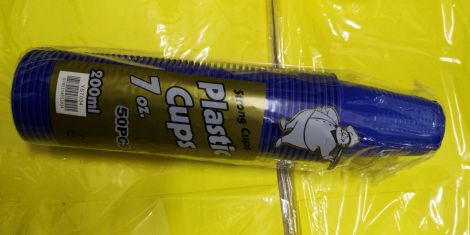 Strong Cups
Plastic
Cups
7 oz.
200ml
50PCS